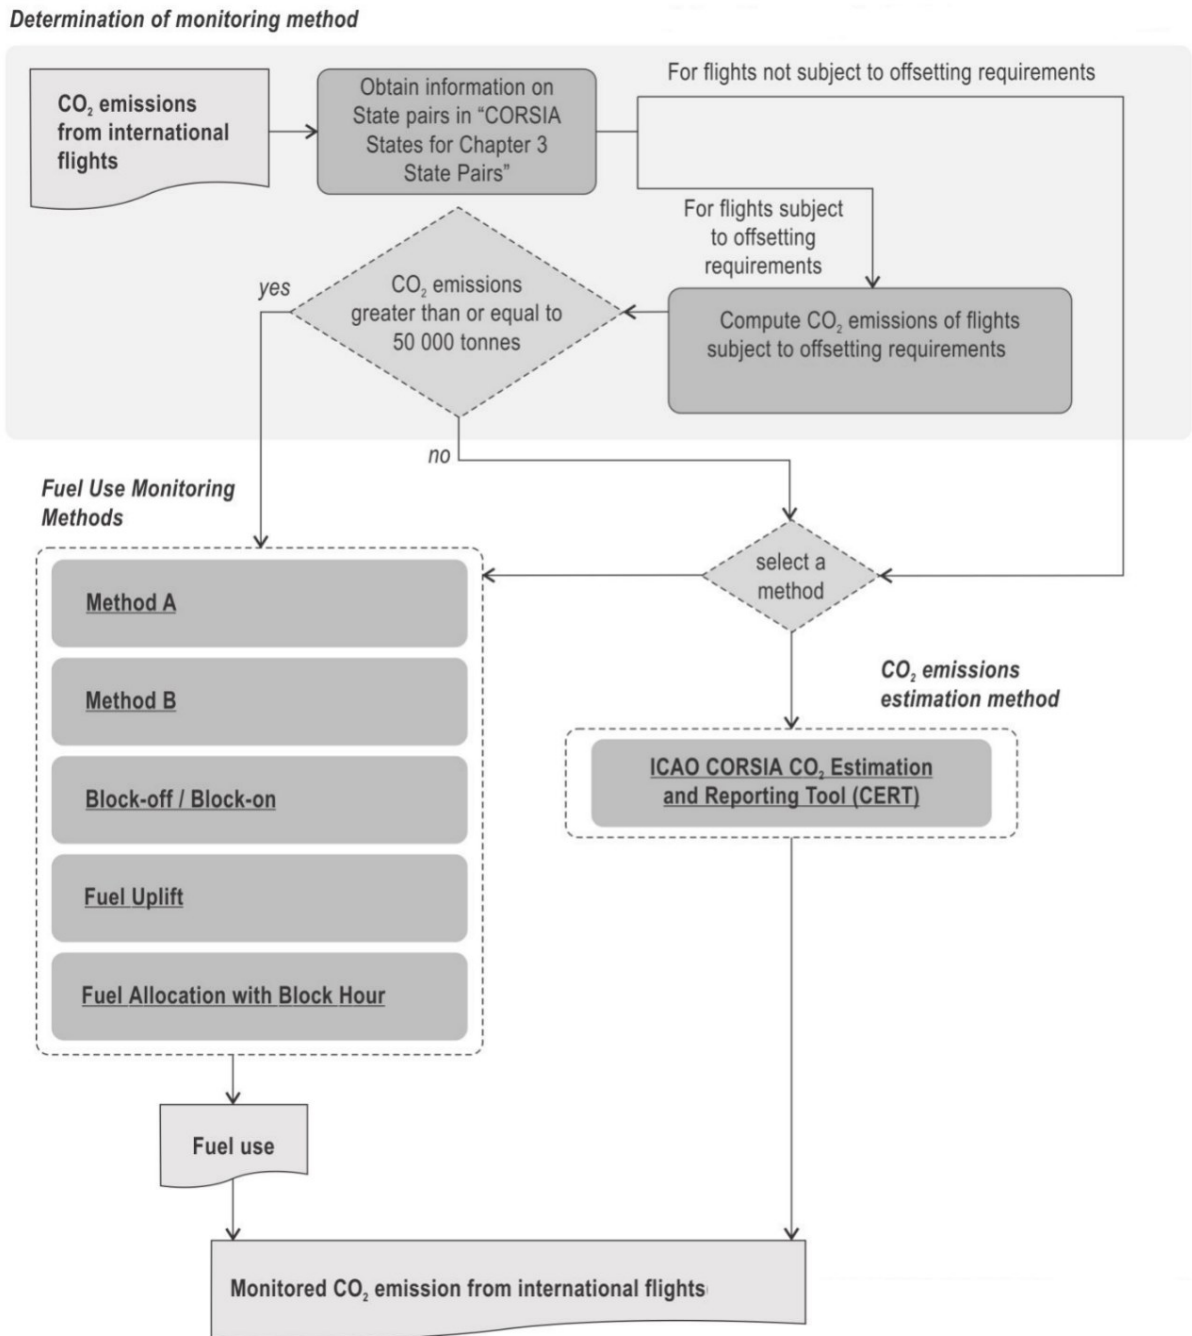 Determination of monitoring method
CO₂ emissions
from international
flights
Obtain information on
State pairs in “CORSIA
States for Chapter 3
State Pairs”
For flights not subject to offsetting requirements
For flights subject
to offsetting
requirements
yes
CO₂ emissions
greater than or equal to
50 000 tonnes
Compute CO₂ emissions of flights
subject to offsetting requirements
no
Fuel Use Monitoring
Methods
select a
method
Method A
Method B
Block-off / Block-on
Fuel Uplift
Fuel Allocation with Block Hour
CO₂ emissions
estimation method
ICAO CORSIA CO₂ Estimation
and Reporting Tool (CERT)
Fuel use
Monitored CO₂ emission from international flights